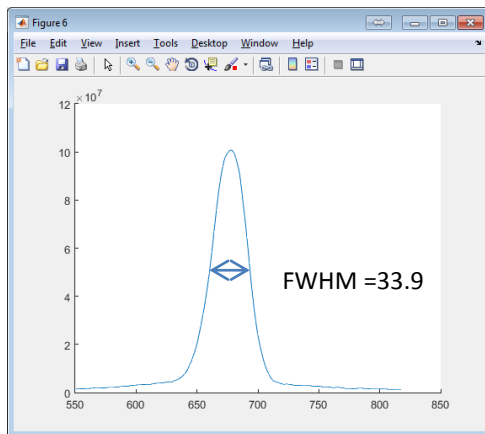 Figure 6
File Edit View Insert Tools Desktop Window Help
×10⁷
12
10
8
6
4
2
0
FWHM =33.9
550 600 650 700 750 800 850